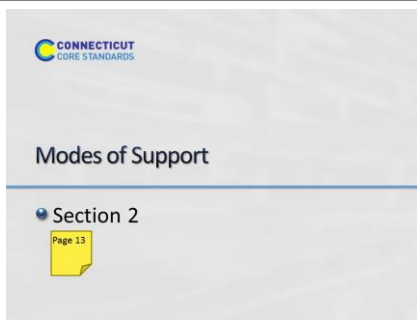 CONNECTICUT
CORE STANDARDS
Modes of Support
Section 2
Page 13